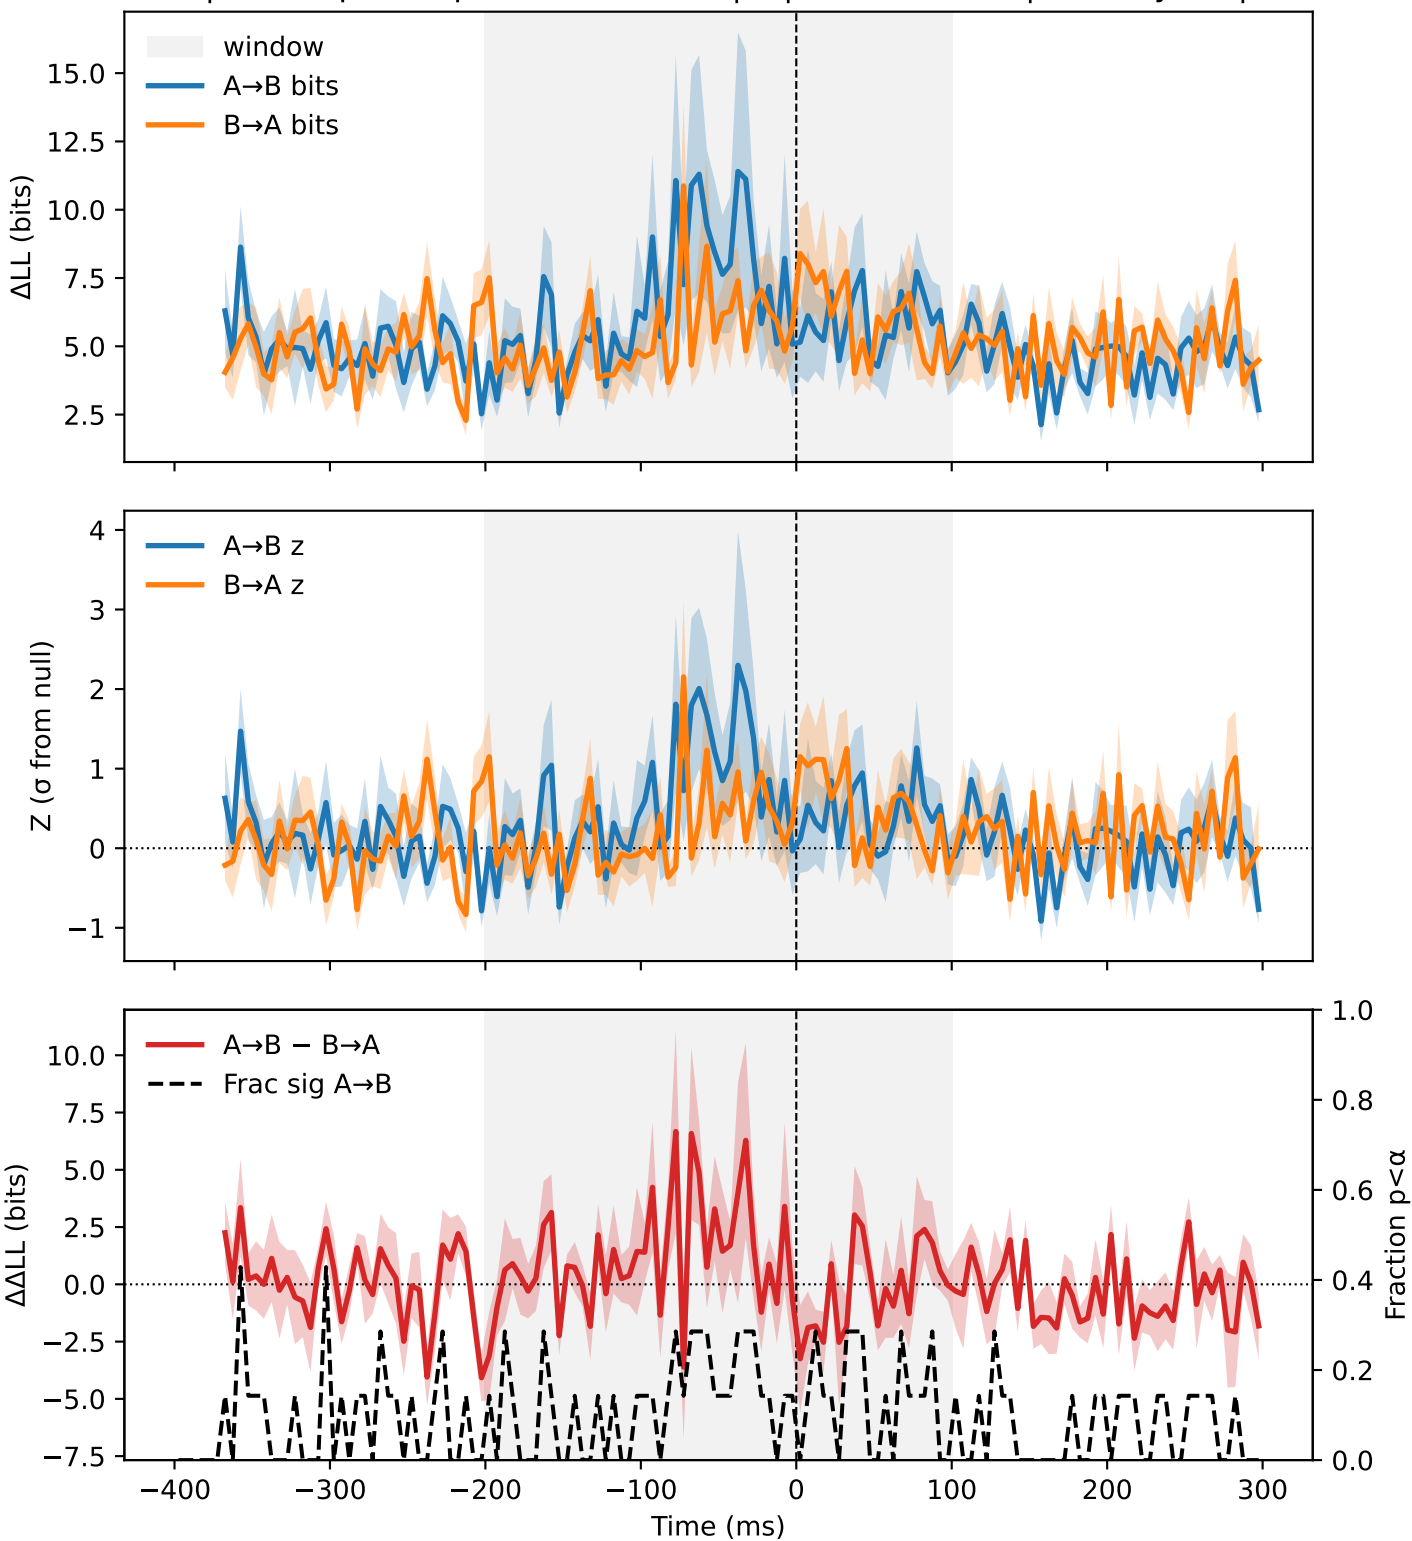 window
A→B bits
B→A bits
ΔLL (bits)
15.0
12.5
10.0
7.5
5.0
2.5
A→B z
B→A z
Z (σ from null)
4
3
2
1
0
−1
A→B − B→A
Frac sig A→B
ΔΔLL (bits)
10.0
7.5
5.0
2.5
0.0
−2.5
−5.0
−7.5
1.0
0.8
0.6
0.4
0.2
0.0
Fraction p<α
−400 −300 −200 −100 0 100 200 300
Time (ms)